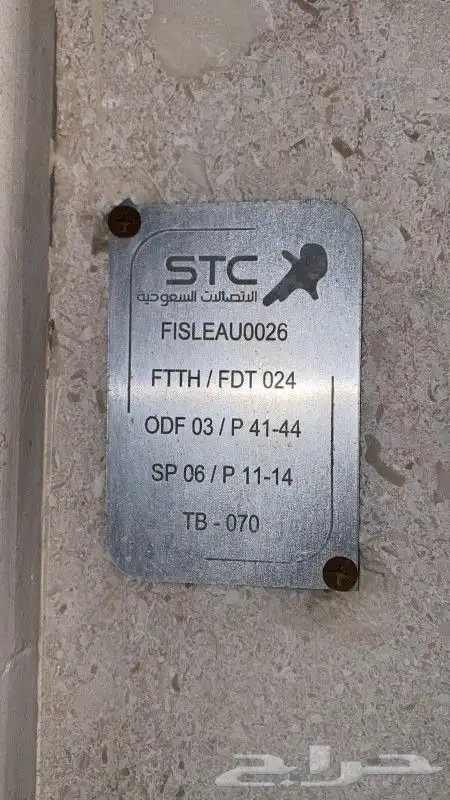 STC
الاتصالات السعودية
FISLEAU0026
FTTH / FDT 024
ODF 03 / P 41-44
SP 06 / P 11-14
TB - 070
حراج